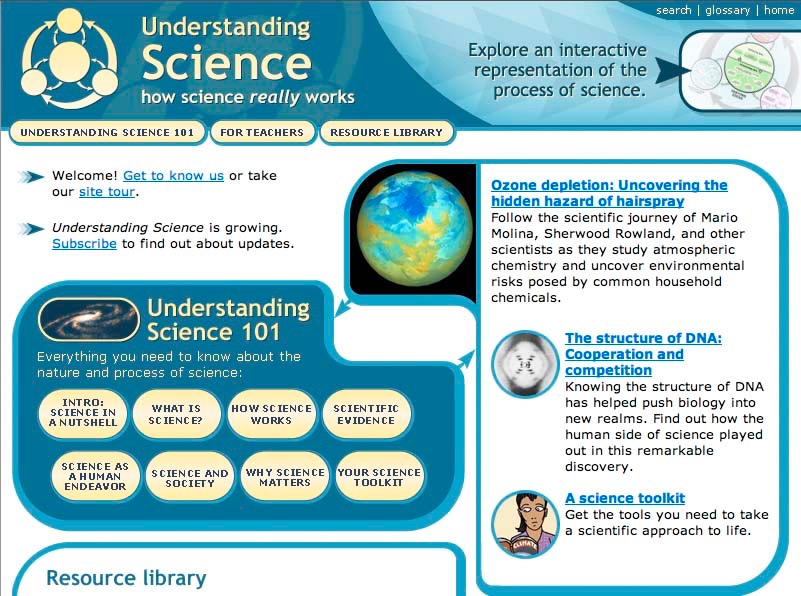 search | glossary | home
Understanding
Science
how science really works
Explore an interactive
representation of the
process of science.
UNDERSTANDING SCIENCE 101
FOR TEACHERS
RESOURCE LIBRARY
Welcome! Get to know us or take
our site tour.
Understanding Science is growing.
Subscribe to find out about updates.
Understanding
Science 101
Everything you need to know about the
nature and process of science:
INTRO:
SCIENCE IN
A NUTSHELL
WHAT IS
SCIENCE?
HOW SCIENCE
WORKS
SCIENTIFIC
EVIDENCE
SCIENCE AS
A HUMAN
ENDEAVOR
SCIENCE AND
SOCIETY
WHY SCIENCE
MATTERS
YOUR SCIENCE
TOOLKIT
Resource library
Ozone depletion: Uncovering the
hidden hazard of hairspray
Follow the scientific journey of Mario
Molina, Sherwood Rowland, and other
scientists as they study atmospheric
chemistry and uncover environmental
risks posed by common household
chemicals.
The structure of DNA:
Cooperation and
competition
Knowing the structure of DNA
has helped push biology into
new realms. Find out how the
human side of science played
out in this remarkable
discovery.
A science toolkit
Get the tools you need to take
a scientific approach to life.
CLIMATE